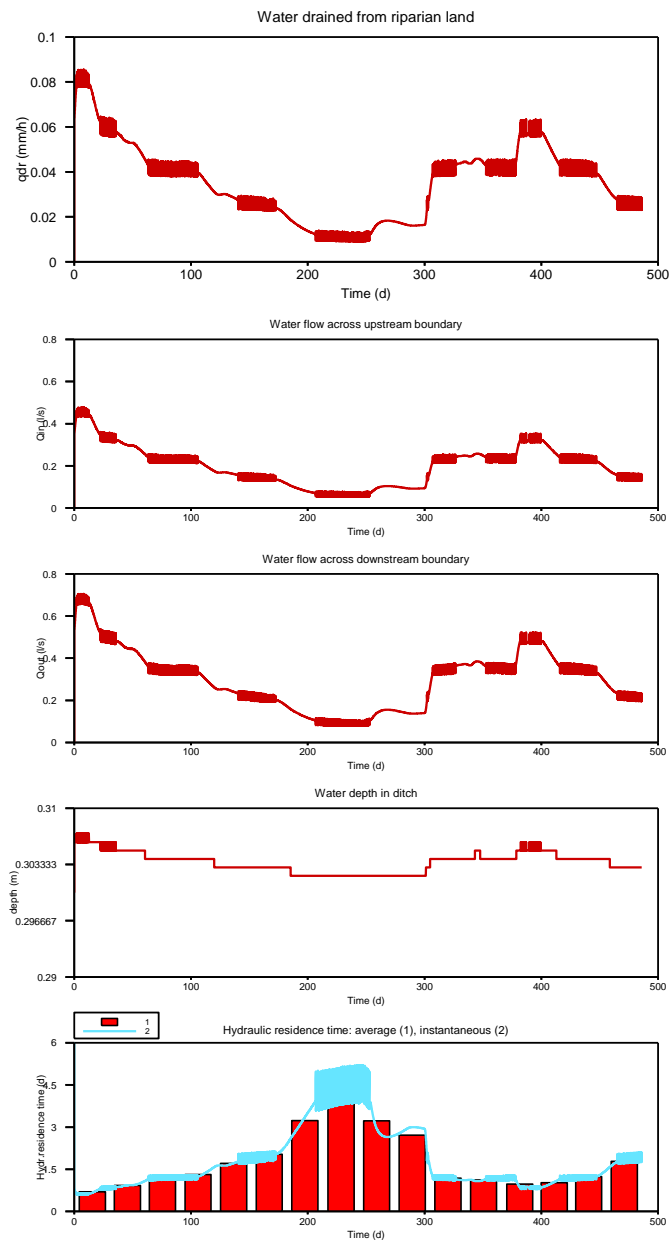 Water drained from riparian land
0.1
0.08
0.06
0.04
0.02
0
qdr (mm/h)
0 100 200 300 400 500
Time (d)
Water flow across upstream boundary
0.8
0.6
0.4
0.2
0
Qin (l/s)
0 100 200 300 400 500
Time (d)
Water flow across downstream boundary
0.8
0.6
0.4
0.2
0
Qout (l/s)
0 100 200 300 400 500
Time (d)
Water depth in ditch
0.31
0.303333
0.296667
0.29
depth (m)
0 100 200 300 400 500
Time (d)
1
2
Hydraulic residence time: average (1), instantaneous (2)
6
4.5
3
1.5
0
Hydr residence time (d)
0 100 200 300 400 500
Time (d)